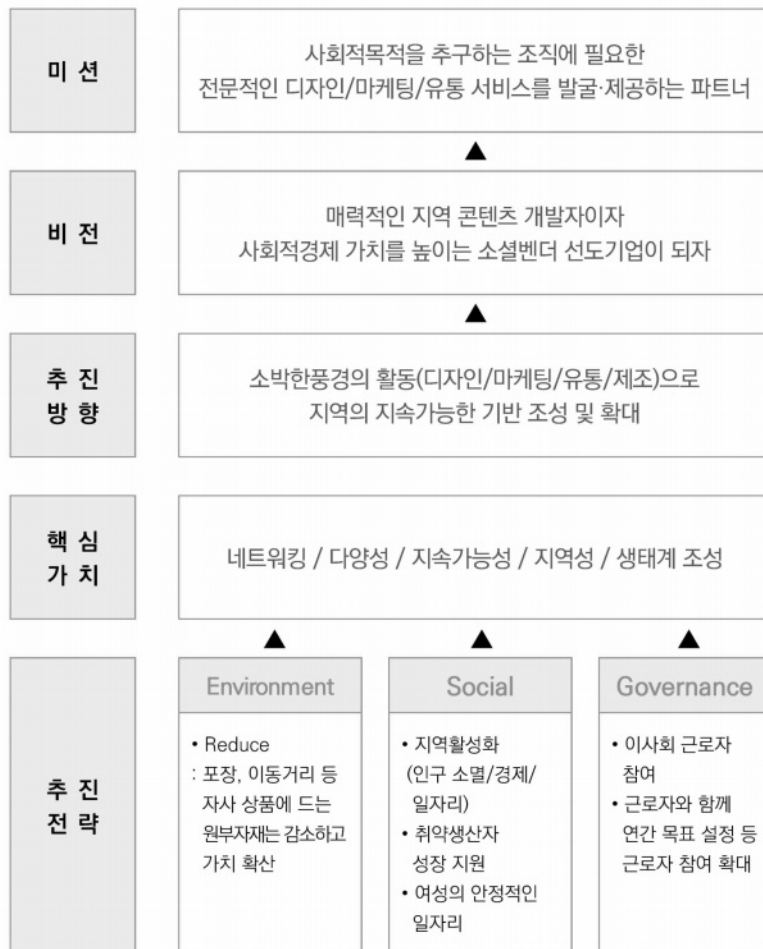 미 션
사회적목적을 추구하는 조직에 필요한
전문적인 디자인/마케팅/유통 서비스를 발굴·제공하는 파트너
비 전
매력적인 지역 콘텐츠 개발자이자
사회적경제 가치를 높이는 소셜벤더 선도기업이 되자
추 진
방 향
소박한풍경의 활동(디자인/마케팅/유통/제조)으로
지역의 지속가능한 기반 조성 및 확대
핵 심
가 치
네트워킹 / 다양성 / 지속가능성 / 지역성 / 생태계 조성
추 진
전 략
Environment
• Reduce
: 포장, 이동거리 등
자사 상품에 드는
원부자재는 감소하고
가치 확산
Social
• 지역활성화
(인구 소멸/경제/
일자리)
• 취약생산자
성장 지원
• 여성의 안정적인
일자리
Governance
• 이사회 근로자
참여
• 근로자와 함께
연간 목표 설정 등
근로자 참여 확대